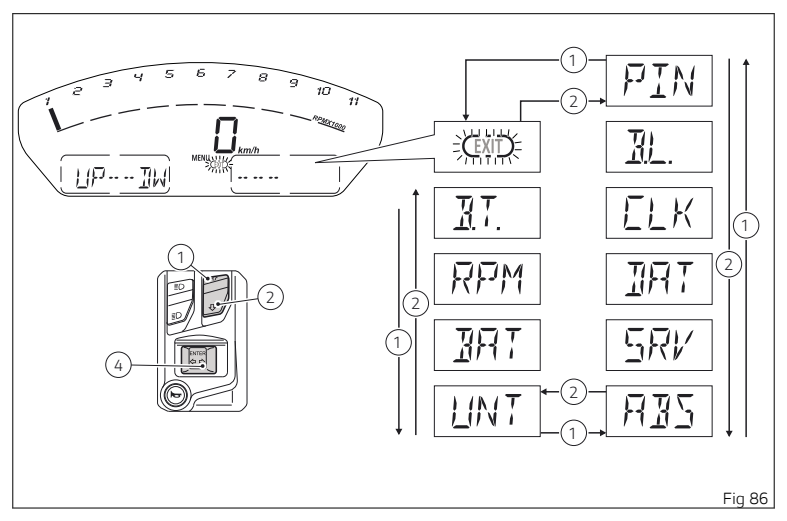 1 2 3 4 5 6 7 8 9 10 11
RPMX1000
0 km/h
MENU EXIT
UP---DW
----
1
2
ENTER
4
1
2
EXIT
B.T.
RPM
BAT
UNT
1
2
PIN
B.L.
CLK
DAT
SRV
ABS
2
1
2
1
Fig 86